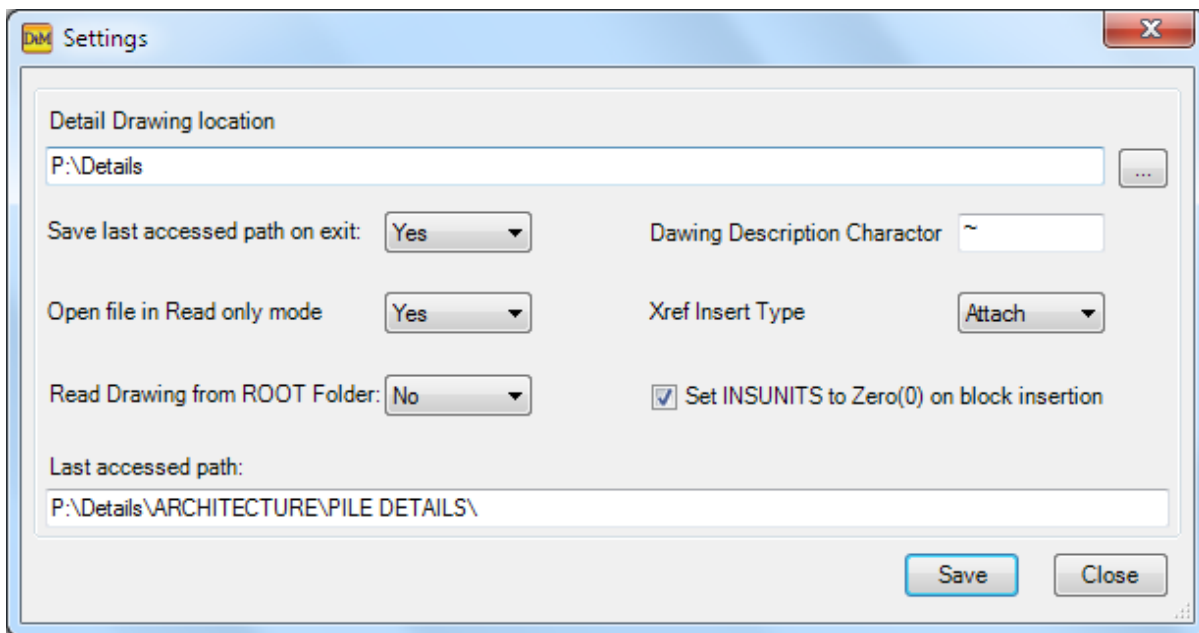 DM Settings
Detail Drawing location
P:\Details
...
Save last accessed path on exit: Yes Dawing Description Charactor ~
Open file in Read only mode Yes Xref Insert Type Attach
Read Drawing from ROOT Folder: No Set INSUNITS to Zero(0) on block insertion
Last accessed path:
P:\Details\ARCHITECTURE\PILE DETAILS\
Save Close